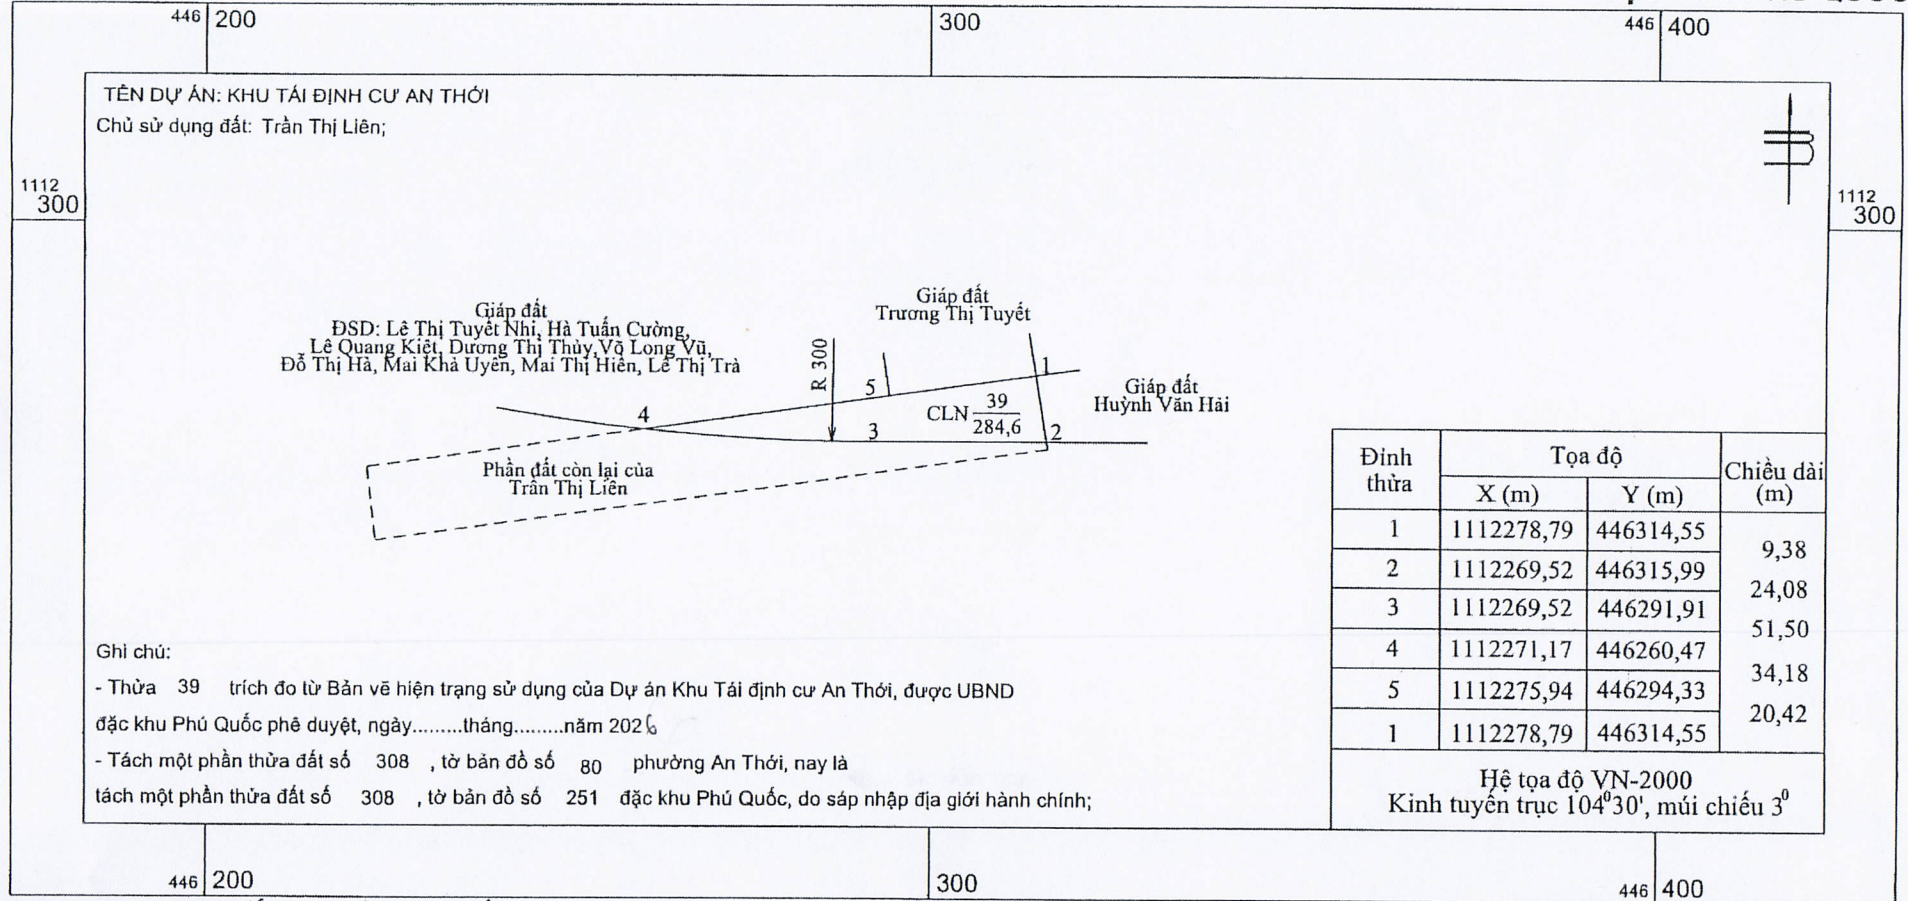 446 200
300
446 400
TÊN DỰ ÁN: KHU TÁI ĐỊNH CƯ AN THỚI
Chủ sử dụng đất: Trần Thị Liên;
1112
300
1112
300
Giáp đất
ĐSD: Lê Thị Tuyết Nhi, Hà Tuấn Cường,
Lê Quang Kiệt, Dương Thị Thủy, Võ Long Vũ,
Đỗ Thị Hà, Mai Khả Uyên, Mai Thị Hiên, Lê Thị Trà
Giáp đất
Trương Thị Tuyết
R 300
5
1
Giáp đất
Huỳnh Văn Hải
4
CLN 39
284,6
3
2
Phần đất còn lại của
Trần Thị Liên
Đỉnh thửa Tọa độ Chiều dài (m)
X (m) Y (m)
1 1112278,79 446314,55
9,38
2 1112269,52 446315,99
24,08
3 1112269,52 446291,91
51,50
4 1112271,17 446260,47
34,18
5 1112275,94 446294,33
20,42
1 1112278,79 446314,55
Hệ tọa độ VN-2000
Kinh tuyến trục 104⁰30', múi chiếu 3⁰
Ghi chú:
- Thửa 39 trích đo từ Bản vẽ hiện trạng sử dụng của Dự án Khu Tái định cư An Thới, được UBND
đặc khu Phú Quốc phê duyệt, ngày.........tháng.........năm 2026
- Tách một phần thửa đất số 308 , tờ bản đồ số 80 phường An Thới, nay là
tách một phần thửa đất số 308 , tờ bản đồ số 251 đặc khu Phú Quốc, do sáp nhập địa giới hành chính;
446 200
300
446 400